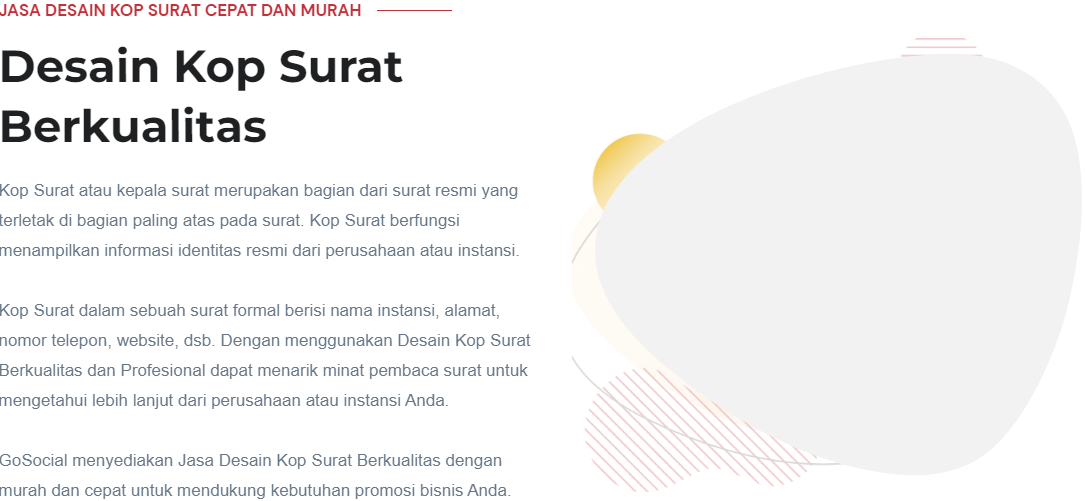 JASA DESAIN KOP SURAT CEPAT DAN MURAH
Desain Kop Surat
Berkualitas
Kop Surat atau kepala surat merupakan bagian dari surat resmi yang
terletak di bagian paling atas pada surat. Kop Surat berfungsi
menampilkan informasi identitas resmi dari perusahaan atau instansi.
Kop Surat dalam sebuah surat formal berisi nama instansi, alamat,
nomor telepon, website, dsb. Dengan menggunakan Desain Kop Surat
Berkualitas dan Profesional dapat menarik minat pembaca surat untuk
mengetahui lebih lanjut dari perusahaan atau instansi Anda.
GoSocial menyediakan Jasa Desain Kop Surat Berkualitas dengan
murah dan cepat untuk mendukung kebutuhan promosi bisnis Anda.